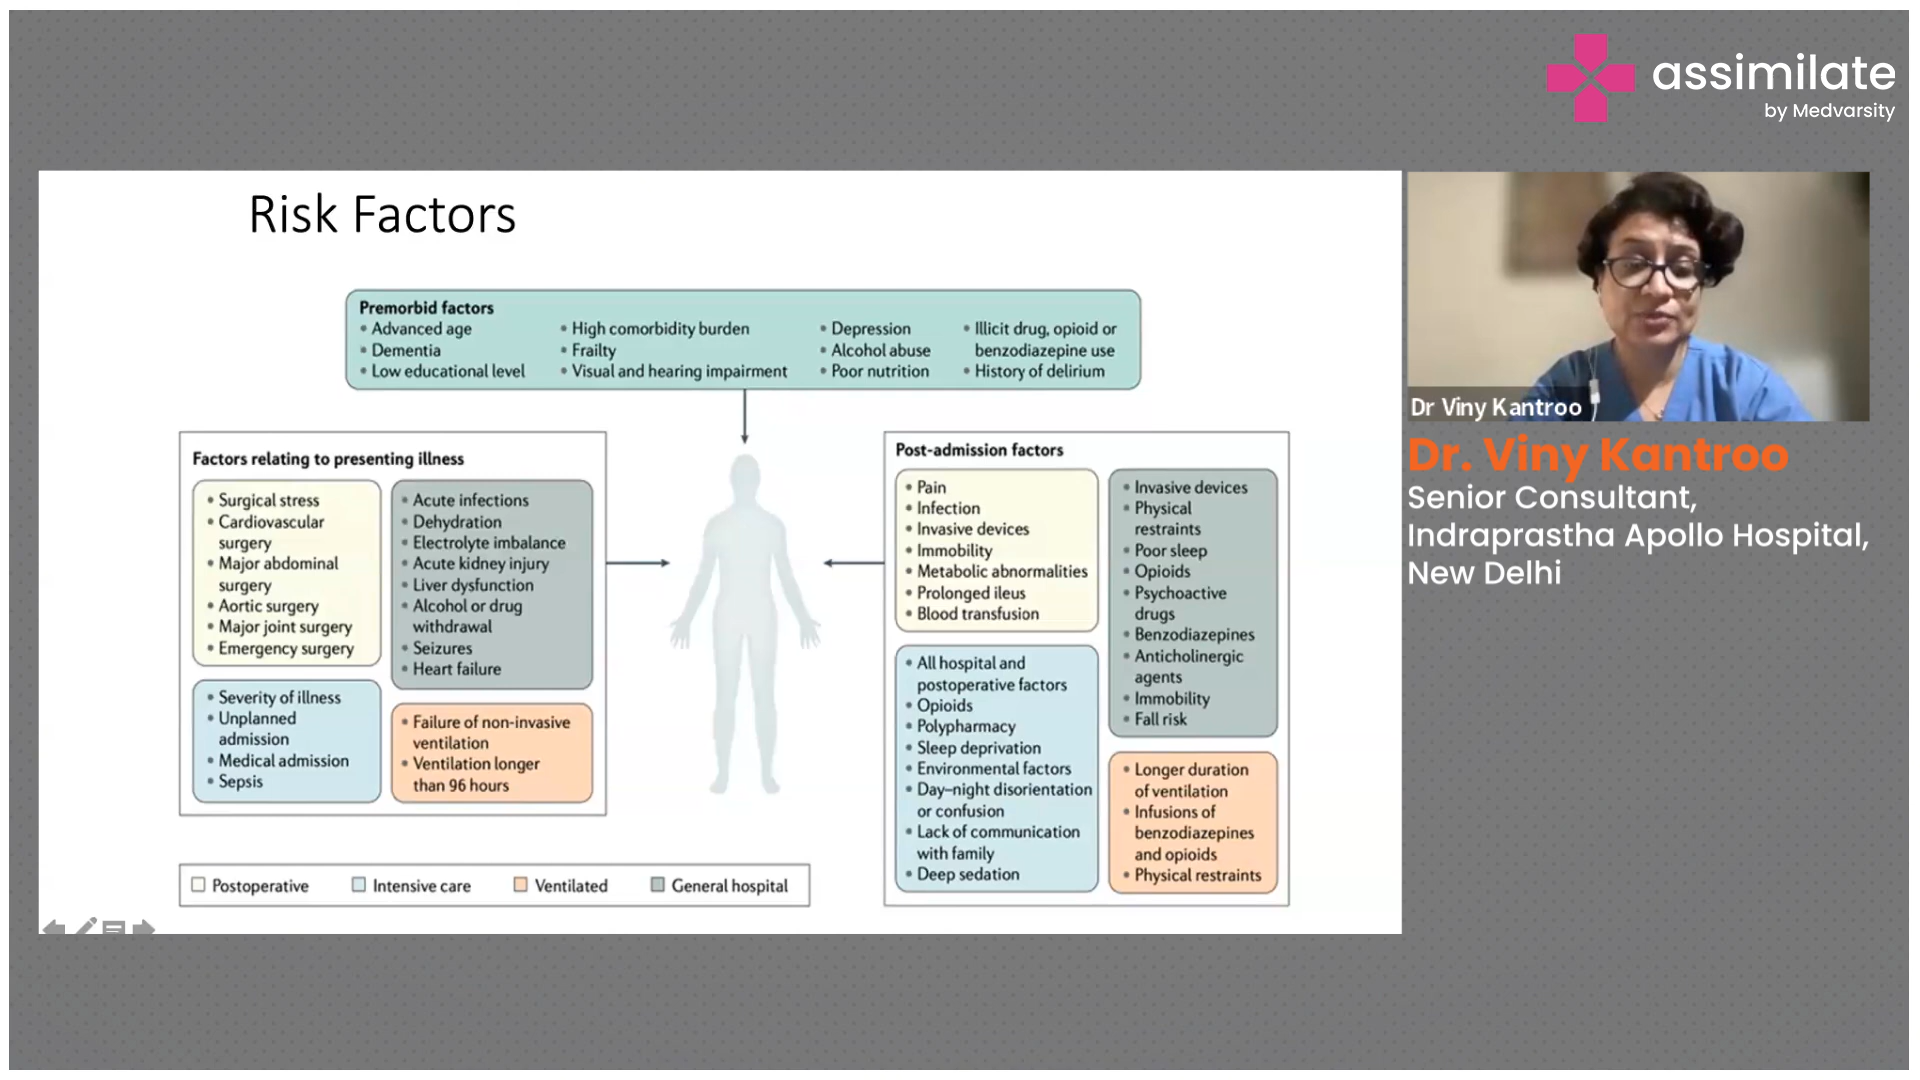 assimilate
by Medvarsity
Risk Factors
Premorbid factors
• Advanced age
• Dementia
• Low educational level
• High comorbidity burden
• Frailty
• Visual and hearing impairment
• Depression
• Alcohol abuse
• Poor nutrition
• Illicit drug, opioid or
benzodiazepine use
• History of delirium
Factors relating to presenting illness
• Surgical stress
• Cardiovascular
surgery
• Major abdominal
surgery
• Aortic surgery
• Major joint surgery
• Emergency surgery
• Acute infections
• Dehydration
• Electrolyte imbalance
• Acute kidney injury
• Liver dysfunction
• Alcohol or drug
withdrawal
• Seizures
• Heart failure
• Severity of illness
• Unplanned
admission
• Medical admission
• Sepsis
• Failure of non-invasive
ventilation
• Ventilation longer
than 96 hours
Post-admission factors
• Pain
• Infection
• Invasive devices
• Immobility
• Metabolic abnormalities
• Prolonged ileus
• Blood transfusion
• Invasive devices
• Physical
restraints
• Poor sleep
• Opioids
• Psychoactive
drugs
• Benzodiazepines
• Anticholinergic
agents
• Immobility
• Fall risk
• All hospital and
postoperative factors
• Opioids
• Polypharmacy
• Sleep deprivation
• Environmental factors
• Day–night disorientation
or confusion
• Lack of communication
with family
• Deep sedation
• Longer duration
of ventilation
• Infusions of
benzodiazepines
and opioids
• Physical restraints
Postoperative
Intensive care
Ventilated
General hospital
Dr Viny Kantroo
Dr. Viny Kantroo
Senior Consultant,
Indraprastha Apollo Hospital,
New Delhi